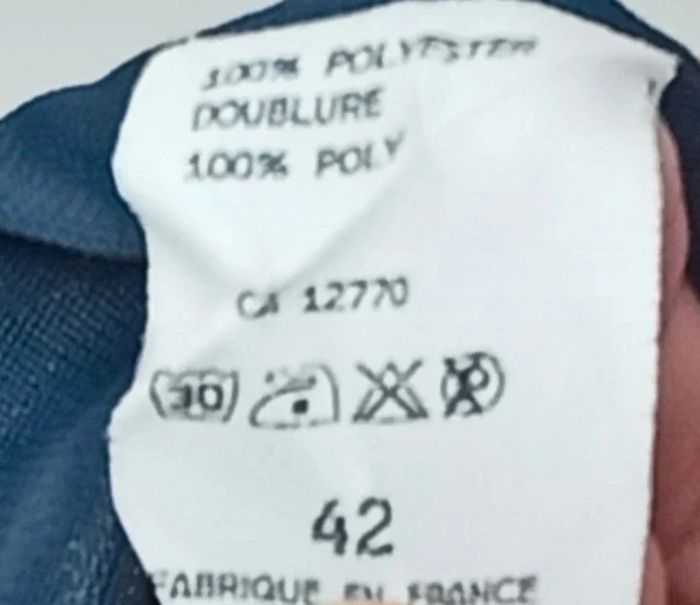 100% POLYESTER
DOUBLURE
100% POLY
CA 12770
30
P
42
FABRIQUE EN FRANCE